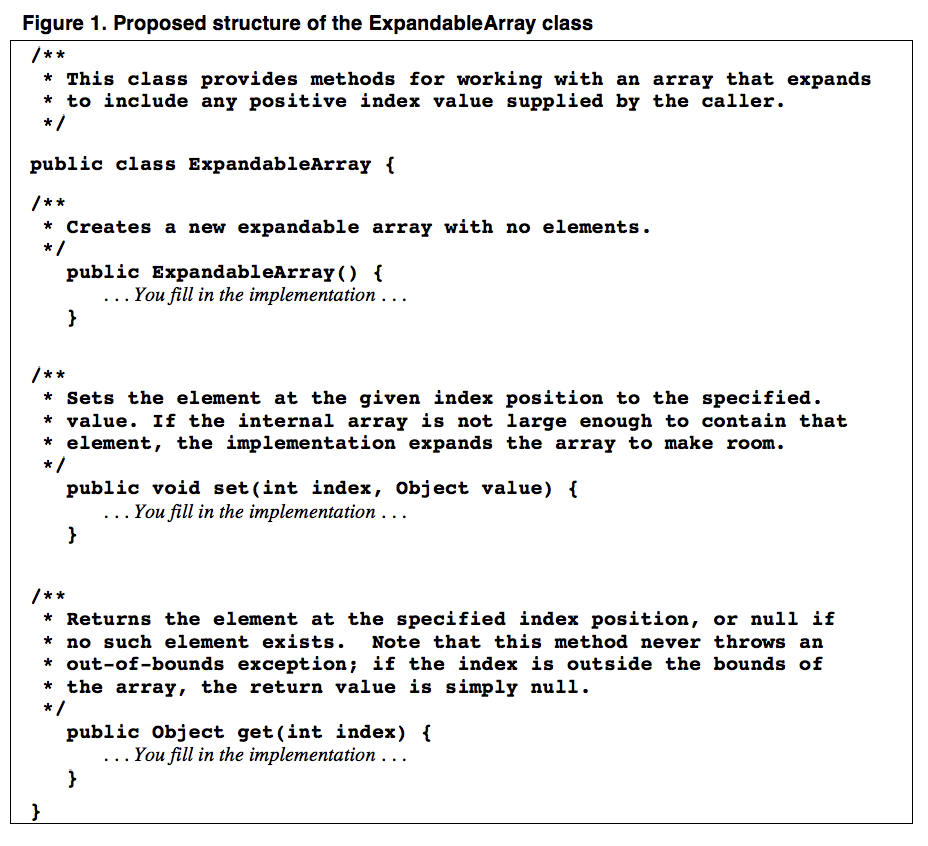 Figure 1. Proposed structure of the ExpandableArray class
/**
* This class provides methods for working with an array that expands
* to include any positive index value supplied by the caller.
*/
public class ExpandableArray {
/**
* Creates a new expandable array with no elements.
*/
public ExpandableArray() {
. . . You fill in the implementation . . .
}
/**
* Sets the element at the given index position to the specified.
* value. If the internal array is not large enough to contain that
* element, the implementation expands the array to make room.
*/
public void set(int index, Object value) {
. . . You fill in the implementation . . .
}
/**
* Returns the element at the specified index position, or null if
* no such element exists.  Note that this method never throws an
* out-of-bounds exception; if the index is outside the bounds of
* the array, the return value is simply null.
*/
public Object get(int index) {
. . . You fill in the implementation . . .
}
}